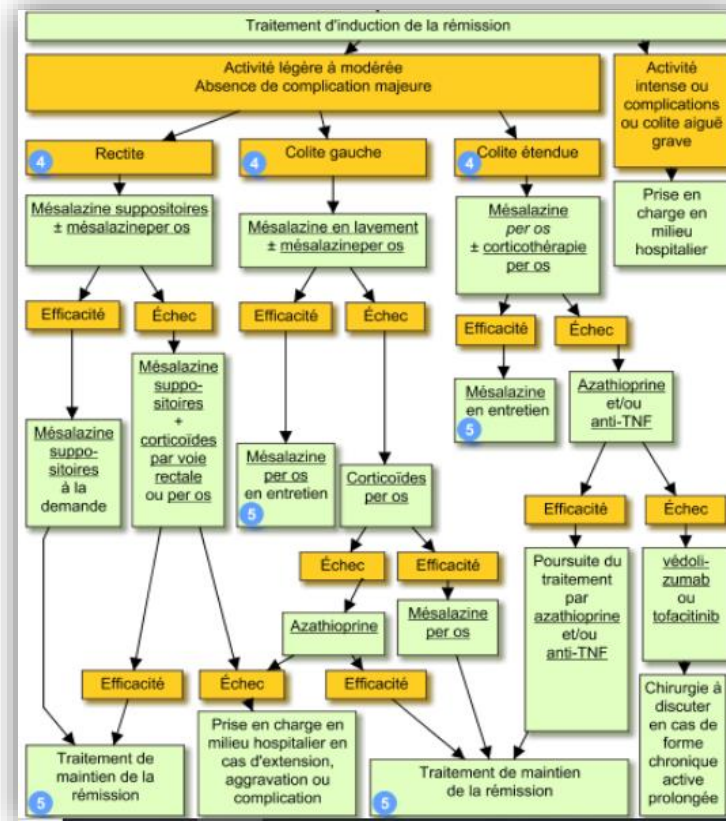 Traitement d'induction de la rémission
Activité légère à modérée
Absence de complication majeure
Activité
intense ou
complications
ou colite aiguë
grave
4
Rectite
4
Colite gauche
4
Colite étendue
Prise en
charge en
milieu
hospitalier
Mésalazine suppositoires
± mésalazineper os
Mésalazine en lavement
± mésalazineper os
Mésalazine
per os
± corticothérapie
per os
Efficacité
Échec
Efficacité
Échec
Efficacité
Échec
Mésalazine
suppo-
sitoires
à la
demande
Mésalazine
suppo-
sitoires
+
corticoïdes
par voie
rectale
ou per os
Mésalazine
per os
en entretien
5
Corticoïdes
per os
Mésalazine
en entretien
5
Azathioprine
et/ou
anti-TNF
Échec
Efficacité
Efficacité
Échec
Azathioprine
Mésalazine
per os
Poursuite du
traitement
par
azathioprine
et/ou
anti-TNF
védoli-
zumab
ou
tofacitinib
Efficacité
Échec
Efficacité
Traitement de
maintien de la
rémission
5
Prise en charge en
milieu hospitalier en
cas d'extension,
aggravation ou
complication
Traitement de maintien
de la rémission
5
Chirurgie à
discuter
en cas de
forme
chronique
active
prolongée